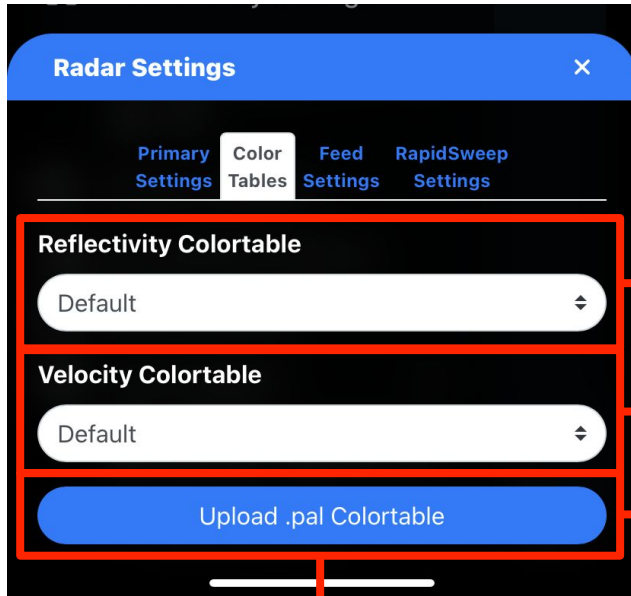 Radar Settings ×
Primary Settings
Color Tables
Feed Settings
RapidSweep Settings
Reflectivity Colortable
Default
Velocity Colortable
Default
Upload .pal Colortable